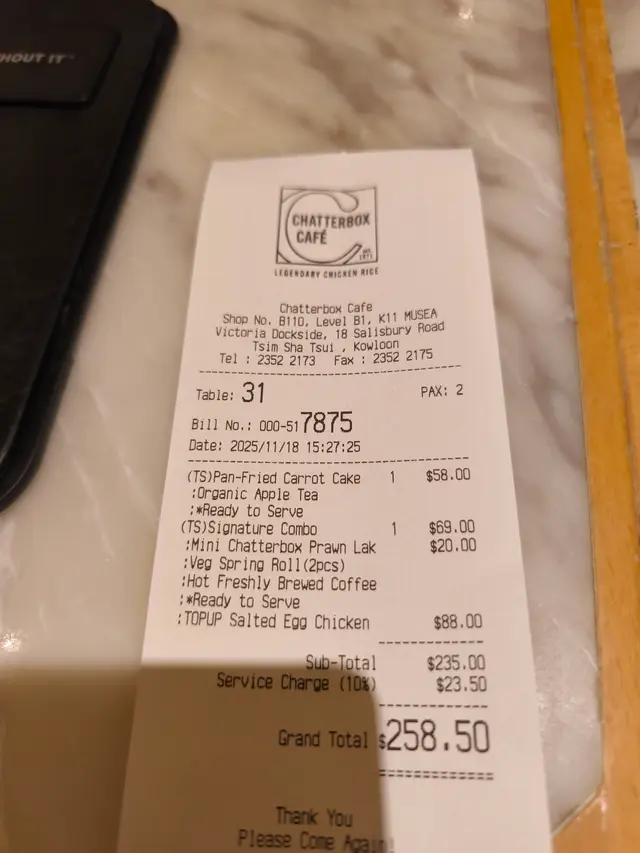 HOUT IT
CHATTERBOX
CAFÉ
EST.
1971
LEGENDARY CHICKEN RICE
Chatterbox Cafe
Shop No. B110, Level B1, K11 MUSEA
Victoria Dockside, 18 Salisbury Road
Tsim Sha Tsui , Kowloon
Tel : 2352 2173 Fax : 2352 2175
Table: 31 PAX: 2
Bill No.: 000-517875
Date: 2025/11/18 15:27:25
(TS)Pan-Fried Carrot Cake 1 $58.00
:Organic Apple Tea
:*Ready to Serve
(TS)Signature Combo 1 $69.00
:Mini Chatterbox Prawn Lak $20.00
:Veg Spring Roll(2pcs)
:Hot Freshly Brewed Coffee
:*Ready to Serve
:TOPUP Salted Egg Chicken $88.00
Sub-Total $235.00
Service Charge (10%) $23.50
Grand Total $258.50
Thank You
Please Come Again!